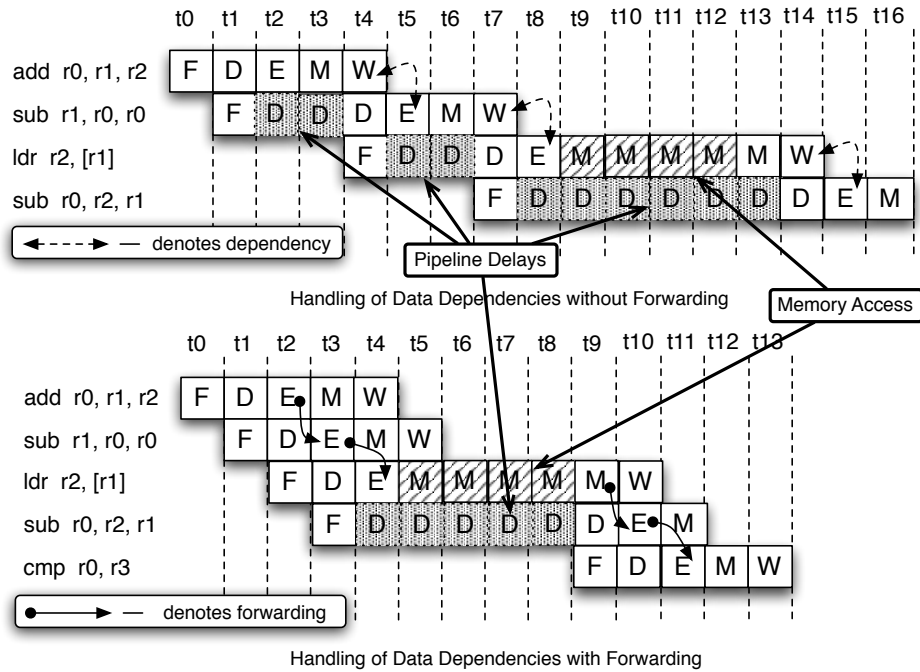 t0 t1 t2 t3 t4 t5 t6 t7 t8 t9 t10 t11 t12 t13 t14 t15 t16
add r0, r1, r2 F D E M W
sub r1, r0, r0 F D D D E M W
ldr r2, [r1] F D D D E M M M M M W
sub r0, r2, r1 F D D D D D D D E M
— denotes dependency
Pipeline Delays
Handling of Data Dependencies without Forwarding
Memory Access
t0 t1 t2 t3 t4 t5 t6 t7 t8 t9 t10 t11 t12 t13
add r0, r1, r2 F D E M W
sub r1, r0, r0 F D E M W
ldr r2, [r1] F D E M M M M M W
sub r0, r2, r1 F D D D D D D E M
cmp r0, r3 F D E M W
— denotes forwarding
Handling of Data Dependencies with Forwarding